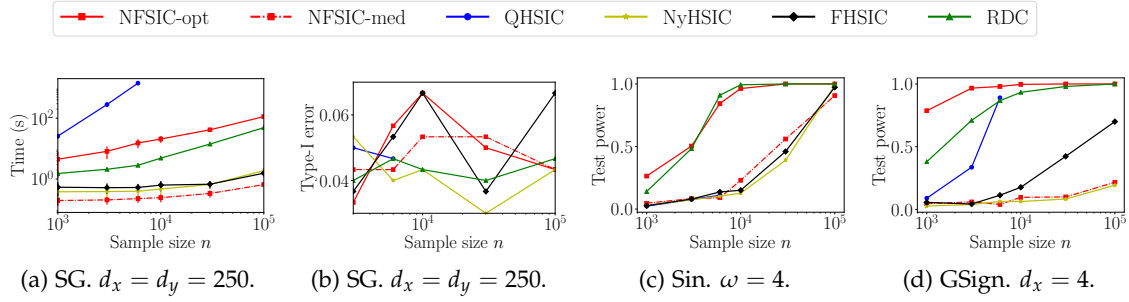 NFSIC-opt NFSIC-med QHSIC NyHSIC FHSIC RDC
Time (s)
10^2
10^0
10^3 10^4 10^5
Sample size n
(a) SG. d_x = d_y = 250.
Type-I error
0.06
0.04
10^4 10^5
Sample size n
(b) SG. d_x = d_y = 250.
Test power
1.0
0.5
0.0
10^3 10^4 10^5
Sample size n
(c) Sin. ω = 4.
Test power
1.0
0.5
0.0
10^3 10^4 10^5
Sample size n
(d) GSign. d_x = 4.